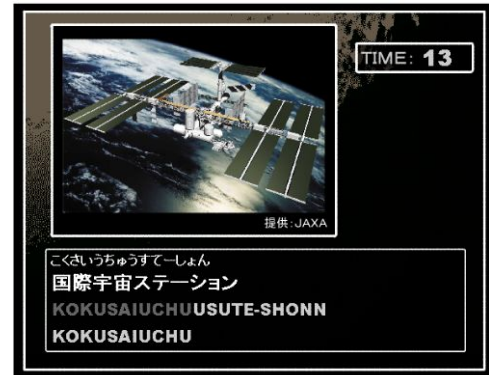 TIME: 13
提供:JAXA
こくさいうちゅうすてーしょん
国際宇宙ステーション
KOKUSAIUCHUUSUTE-SHONN
KOKUSAIUCHU